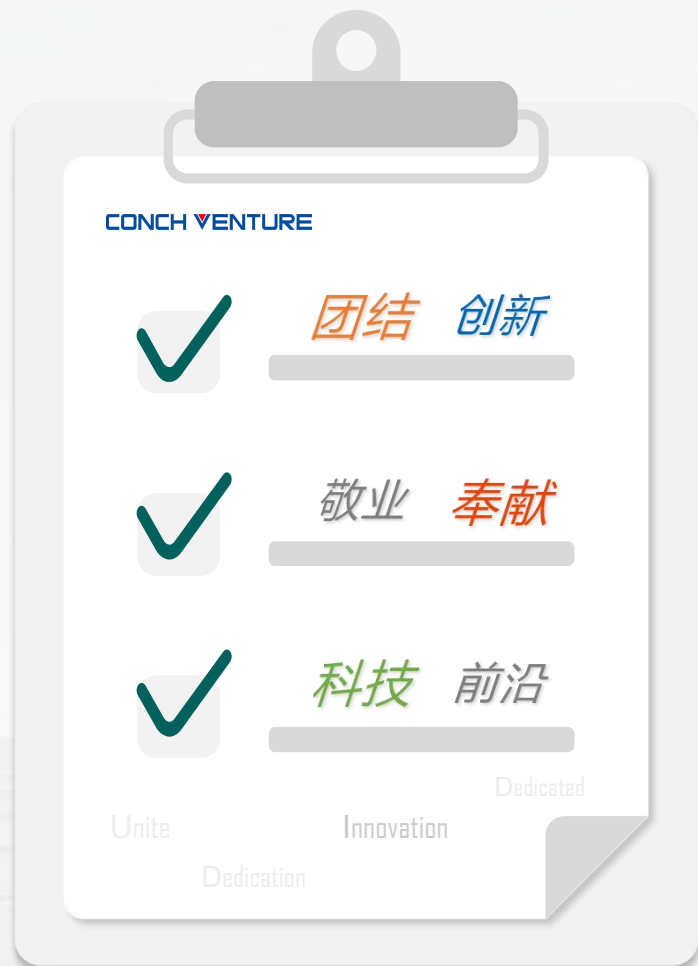 CONCH VENTURE
团结 创新
敬业 奉献
科技 前沿
Dedicated
Unite Innovation
Dedication